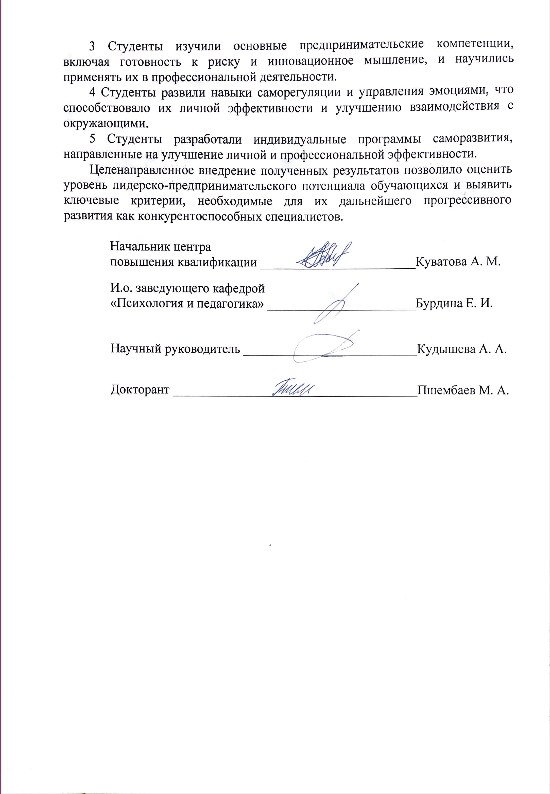 3 Студенты изучили основные предпринимательские компетенции,
включая готовность к риску и инновационное мышление, и научились
применять их в профессиональной деятельности.
4 Студенты развили навыки саморегуляции и управления эмоциями, что
способствовало их личной эффективности и улучшению взаимодействия с
окружающими.
5 Студенты разработали индивидуальные программы саморазвития,
направленные на улучшение личной и профессиональной эффективности.
Целенаправленное внедрение полученных результатов позволило оценить
уровень лидерско-предпринимательского потенциала обучающихся и выявить
ключевые критерии, необходимые для их дальнейшего прогрессивного
развития как конкурентоспособных специалистов.
Начальник центра
повышения квалификации Куватова А. М.
И.о. заведующего кафедрой
«Психология и педагогика» Бурдина Е. И.
Научный руководитель Кудышева А. А.
Докторант Пшембаев М. А.